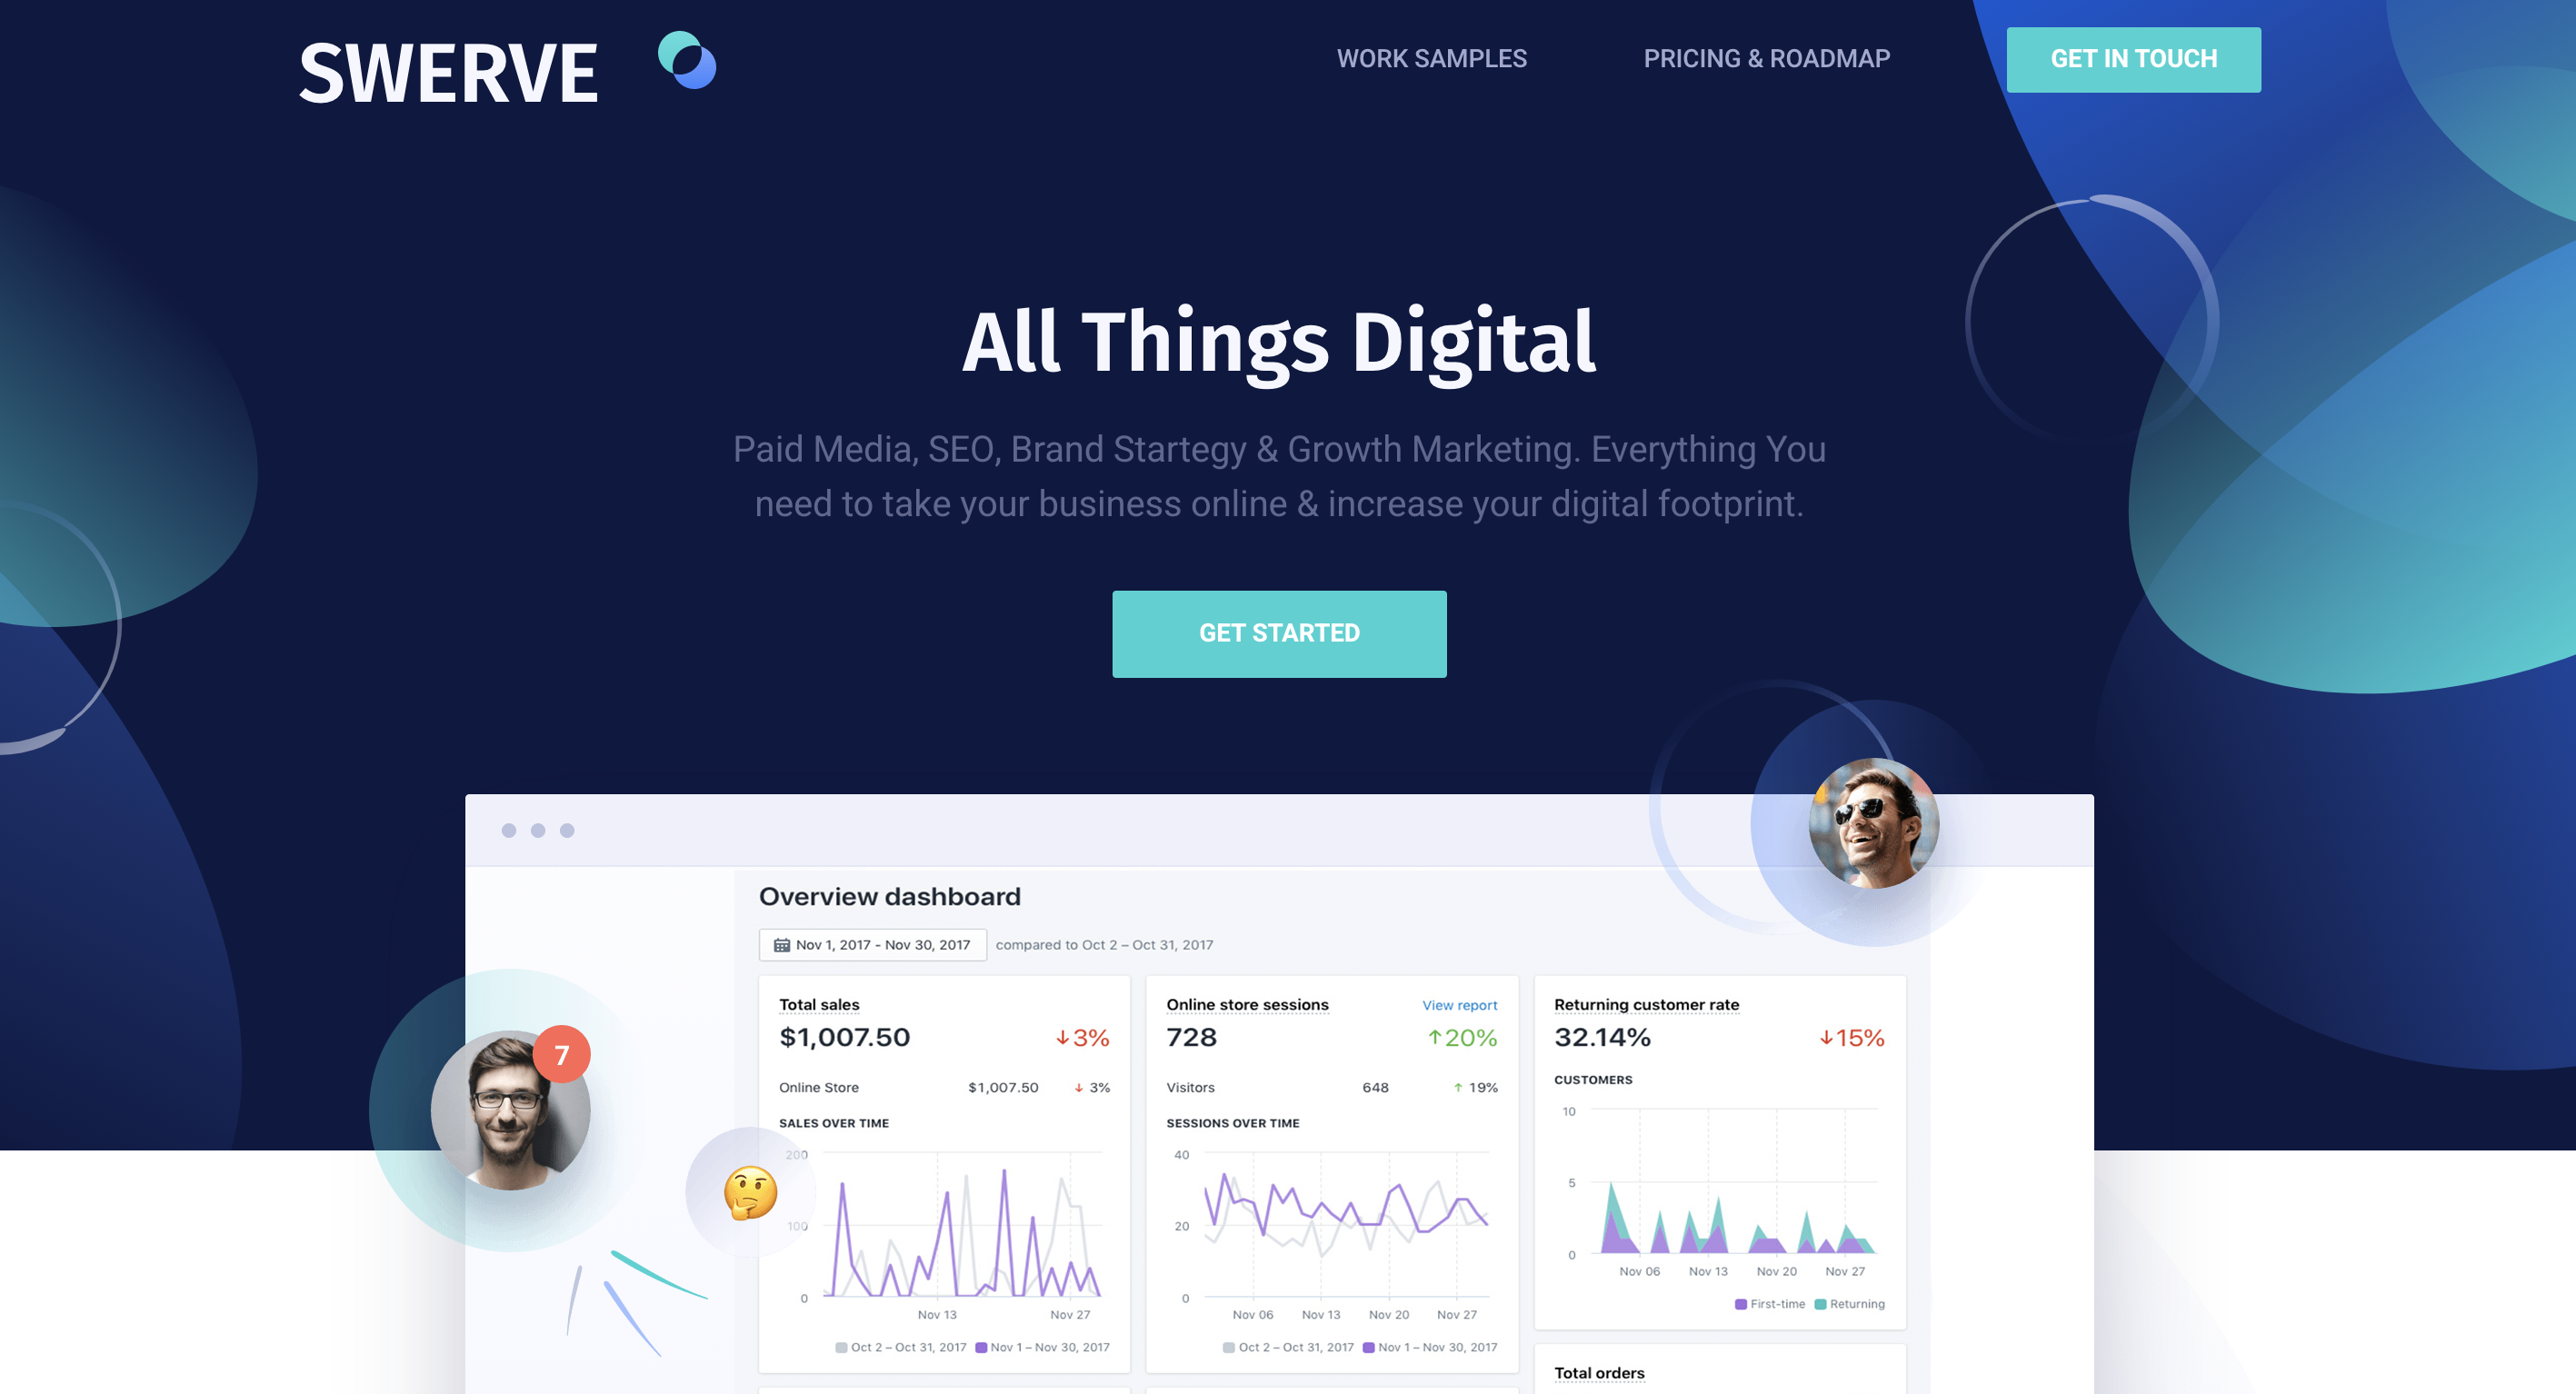 SWERVE
WORK SAMPLES
PRICING & ROADMAP
GET IN TOUCH
All Things Digital
Paid Media, SEO, Brand Startegy & Growth Marketing. Everything You
need to take your business online & increase your digital footprint.
GET STARTED
Overview dashboard
Nov 1, 2017 - Nov 30, 2017 compared to Oct 2 – Oct 31, 2017
7
Total sales
$1,007.50 ↓3%
Online Store $1,007.50 ↓ 3%
SALES OVER TIME
200
100
0
Nov 13 Nov 27
Oct 2 – Oct 31, 2017 Nov 1 – Nov 30, 2017
Online store sessions View report
728 ↑20%
Visitors 648 ↑ 19%
SESSIONS OVER TIME
40
20
0
Nov 06 Nov 13 Nov 20 Nov 27
Oct 2 – Oct 31, 2017 Nov 1 – Nov 30, 2017
Returning customer rate
32.14% ↓15%
CUSTOMERS
10
5
0
Nov 06 Nov 13 Nov 20 Nov 27
First-time Returning
Total orders